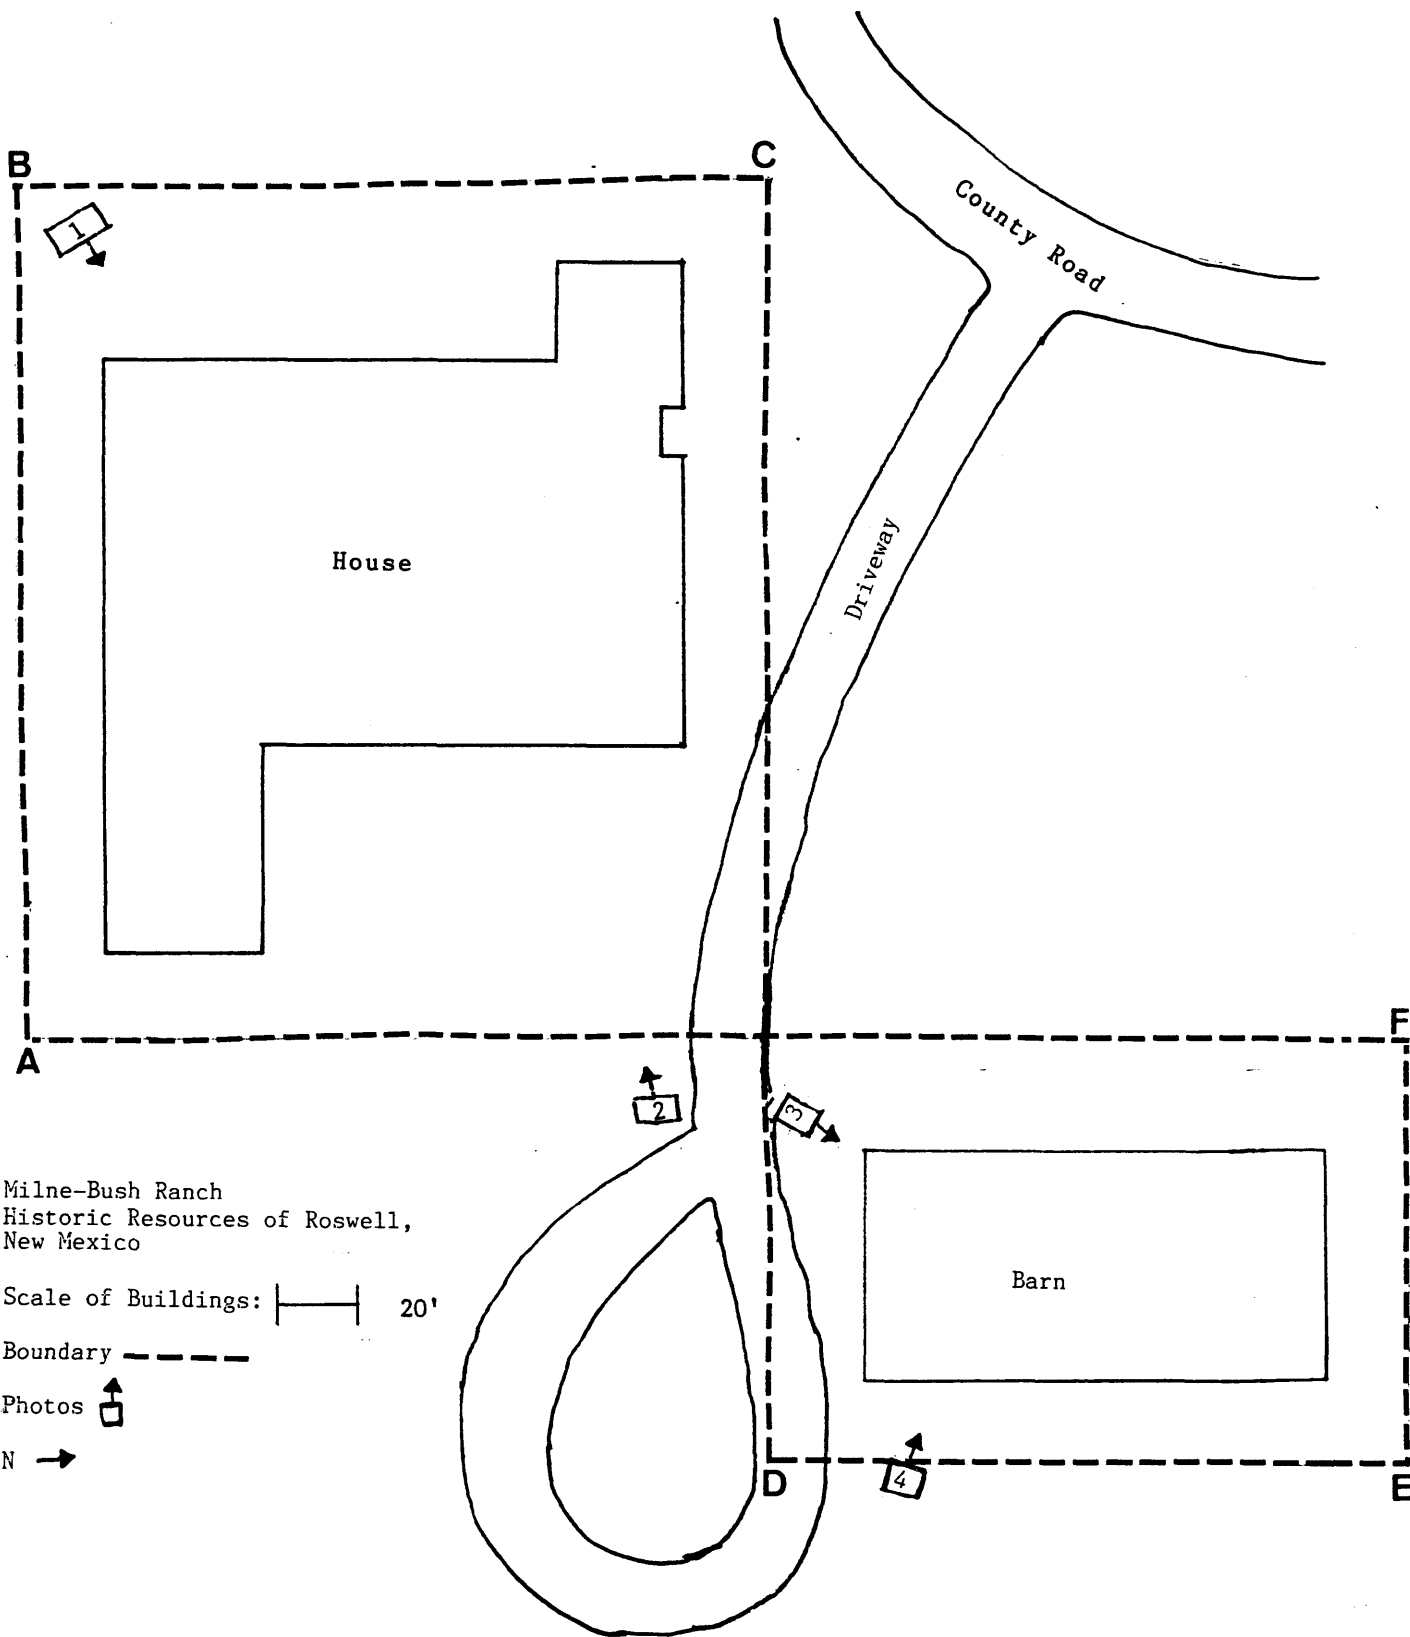 B
C
1
County Road
House
Driveway
F
A
2
3
Milne-Bush Ranch
Historic Resources of Roswell,
New Mexico
Barn
Scale of Buildings: 20'
Boundary
Photos
N
D
4
E